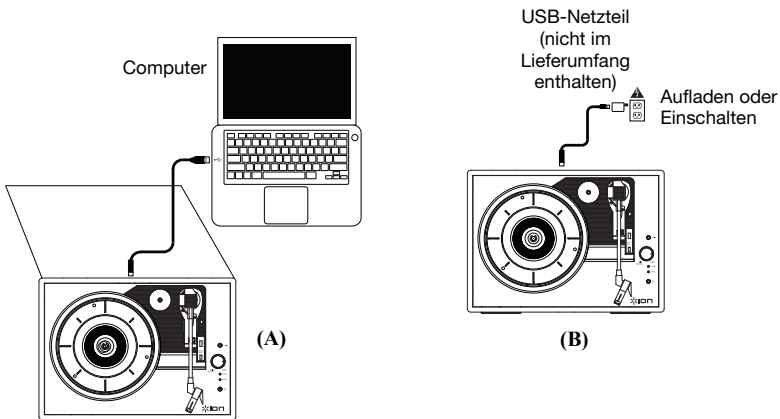 Computer
(A)
ION
USB-Netzteil
(nicht im
Lieferumfang
enthalten)
Aufladen oder
Einschalten
(B)
ION